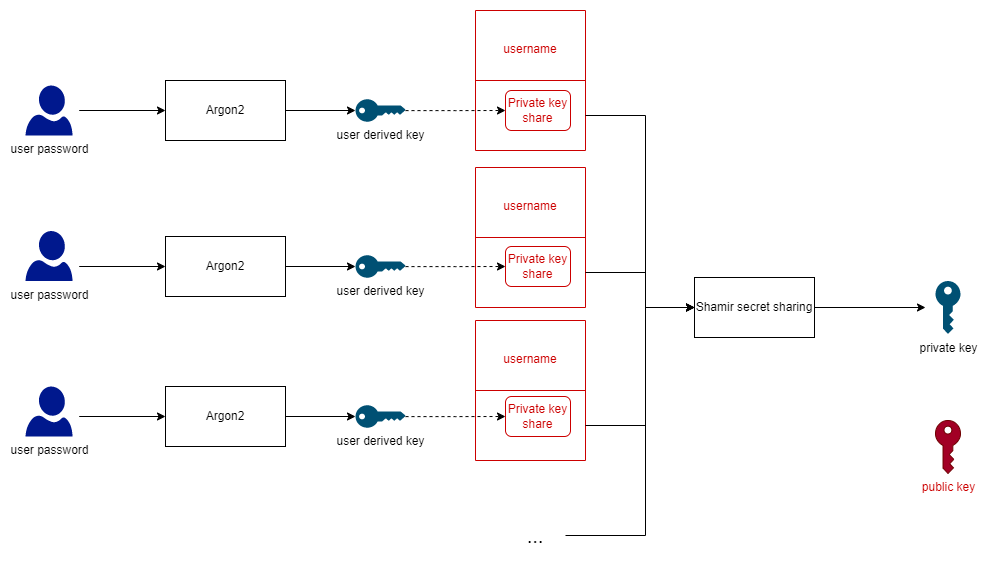 username
Private key
share
Argon2
user derived key
user password
username
Private key
share
Argon2
user derived key
user password
Shamir secret sharing
private key
username
Private key
share
Argon2
user derived key
user password
public key
...